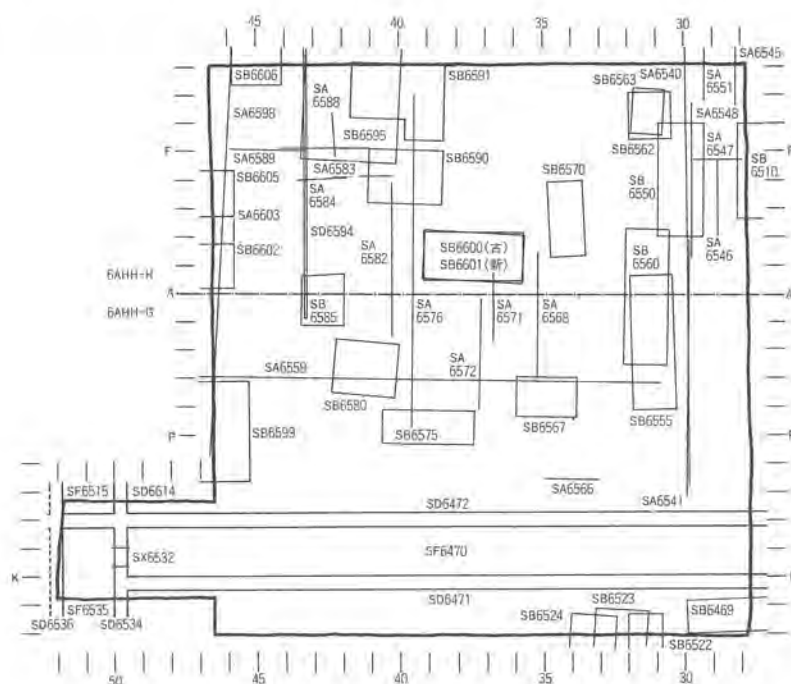 45
40
35
30
SA6545
SB6606
SA
6588
SB6691
SB6563
SA6540
SA
6551
SA6598
SB6595
SA6548
F
SA6589
SA6583
SB6590
SB6562
SA
6547
SB6605
SA
6584
SB6570
SB
6550
SB
6510
SA6603
SD6594
SA
6582
SB6600(古)
SB6601(新)
SB
6560
SA
6546
SB6602
6AHH-H
A
6AHH-G
SB
6585
SA
6576
SA
6571
SA
6568
SA6559
SA
6572
SB6580
P
SB6599
SB6575
SB6567
SB6555
SA6566
SA6541
SF6515
SD6514
SD6472
SX6532
SF6470
K
SF6535
SD6471
SB6523
SB6469
SD6536
SD6534
SB6524
SB6522
50
45
40
35
30